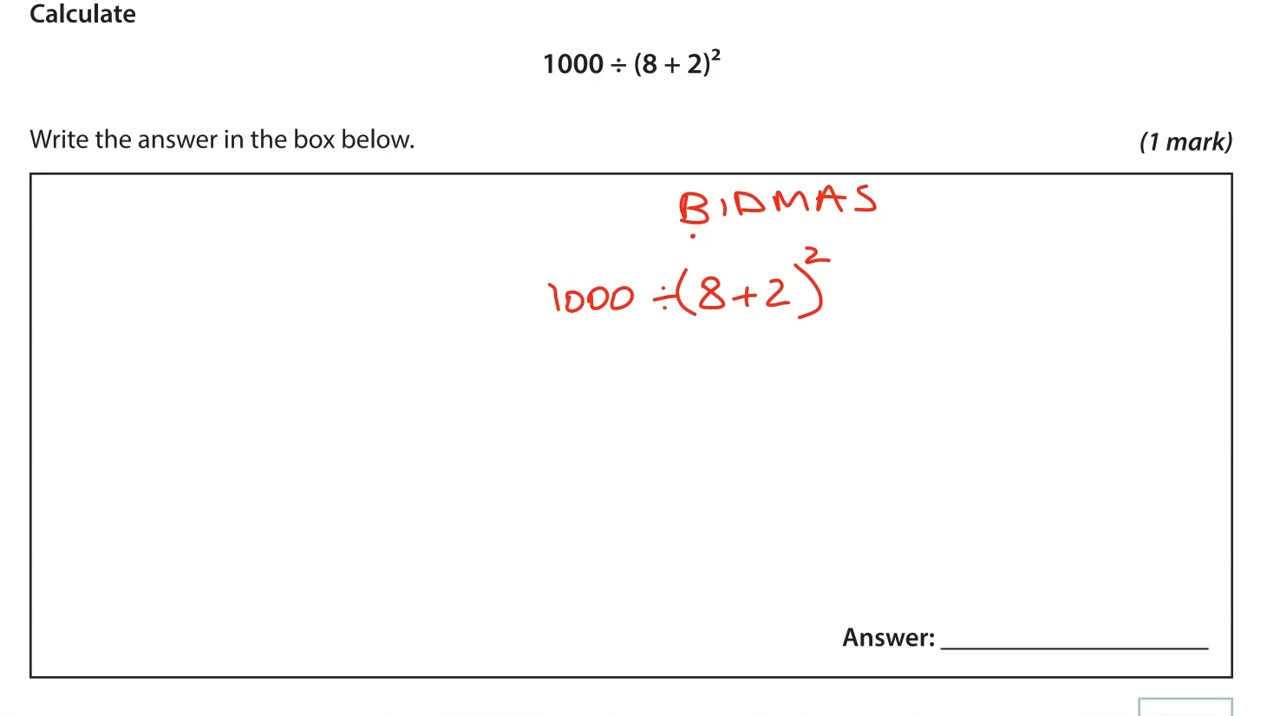 Calculate
1000 ÷ (8 + 2)²
Write the answer in the box below.
(1 mark)
BIDMAS
1000 ÷(8+2)²
Answer: